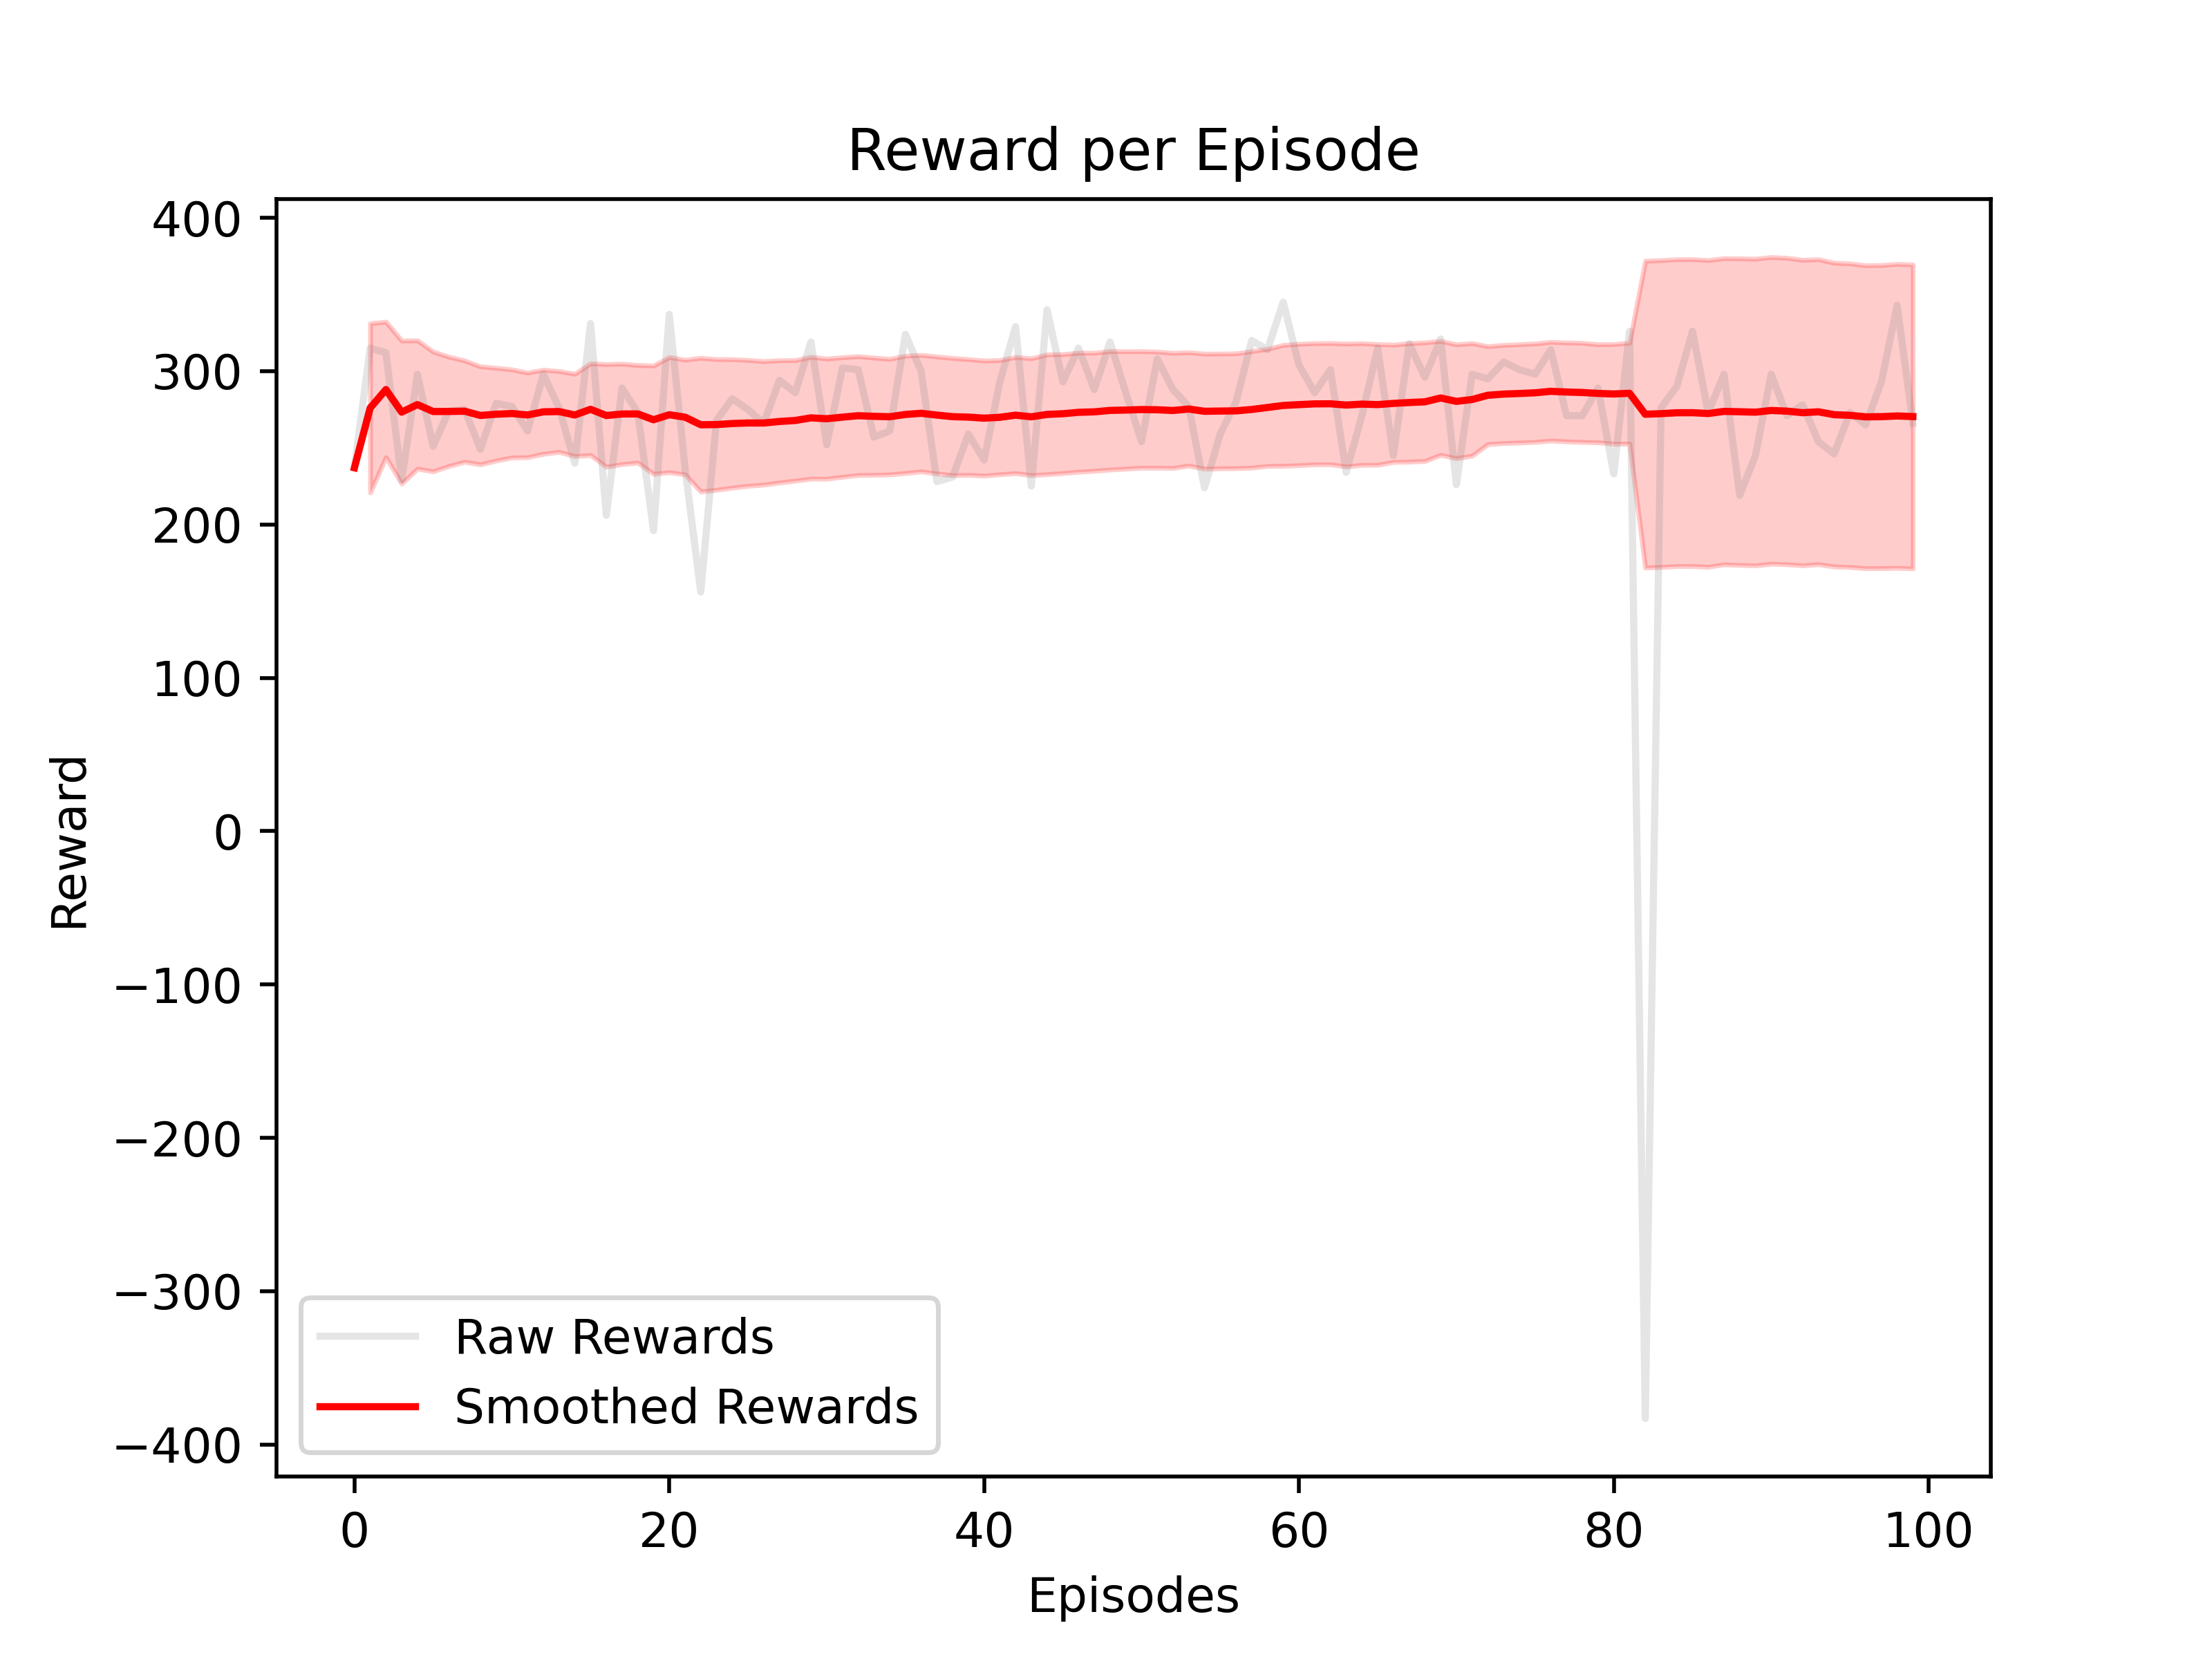 Reward per Episode
400
300
200
100
0
−100
−200
−300
−400
Reward
Raw Rewards
Smoothed Rewards
0 20 40 60 80 100
Episodes